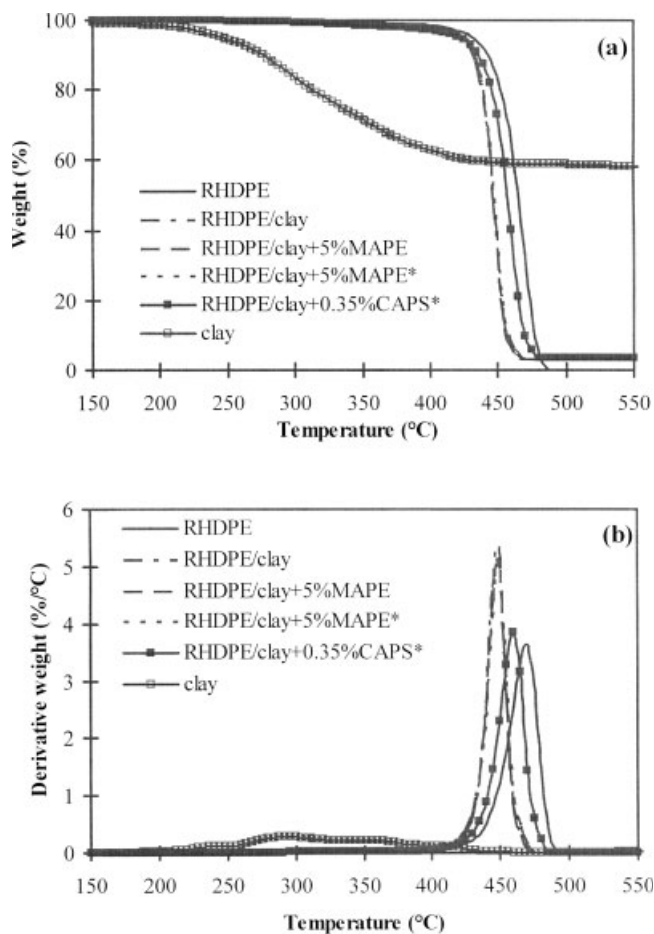 100
(a)
80
60
40
20
0
Weight (%)
RHDPE
RHDPE/clay
RHDPE/clay+5%MAPE
RHDPE/clay+5%MAPE*
RHDPE/clay+0.35%CAPS*
clay
150 200 250 300 350 400 450 500 550
Temperature (°C)
6
(b)
5
4
3
2
1
0
Derivative weight (%/°C)
RHDPE
RHDPE/clay
RHDPE/clay+5%MAPE
RHDPE/clay+5%MAPE*
RHDPE/clay+0.35%CAPS*
clay
150 200 250 300 350 400 450 500 550
Temperature (°C)